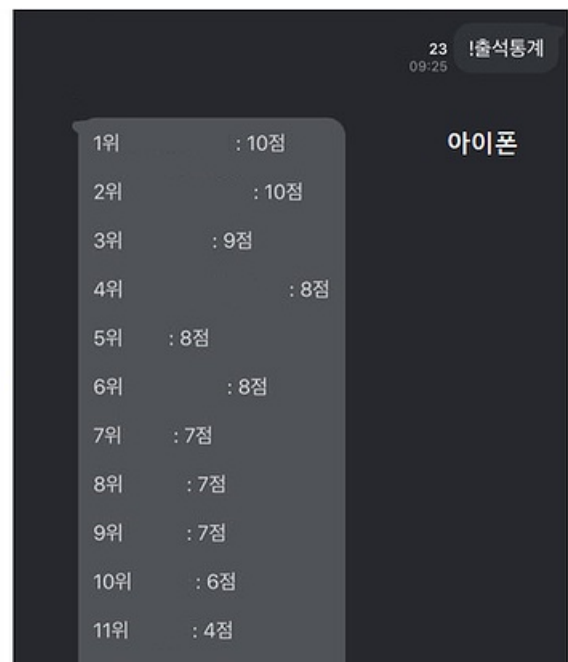 !출석통계
23
09:25
아이폰
1위 : 10점
2위 : 10점
3위 : 9점
4위 : 8점
5위 : 8점
6위 : 8점
7위 : 7점
8위 : 7점
9위 : 7점
10위 : 6점
11위 : 4점